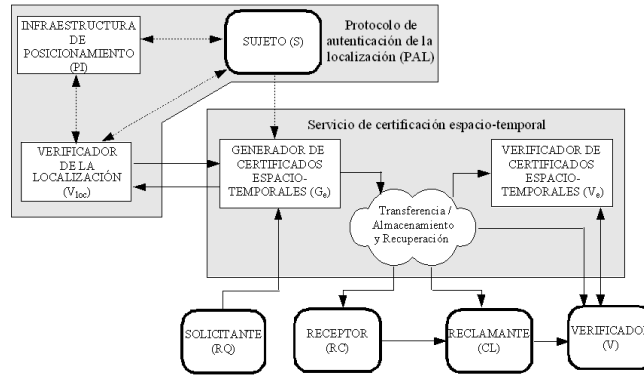 INFRAESTRUCTURA
DE
POSICIONAMIENTO
(PI)
SUJETO (S)
Protocolo de
autenticación de la
localización (PAL)
Servicio de certificación espacio-temporal
VERIFICADOR
DE LA
LOCALIZACIÓN
(Vloc)
GENERADOR DE
CERTIFICADOS
ESPACIO-
TEMPORALES (Ge)
VERIFICADOR DE
CERTIFICADOS
ESPACIO-
TEMPORALES (Ve)
Transferencia /
Almacenamiento
y Recuperación
SOLICITANTE
(RQ)
RECEPTOR
(RC)
RECLAMANTE
(CL)
VERIFICADOR
(V)